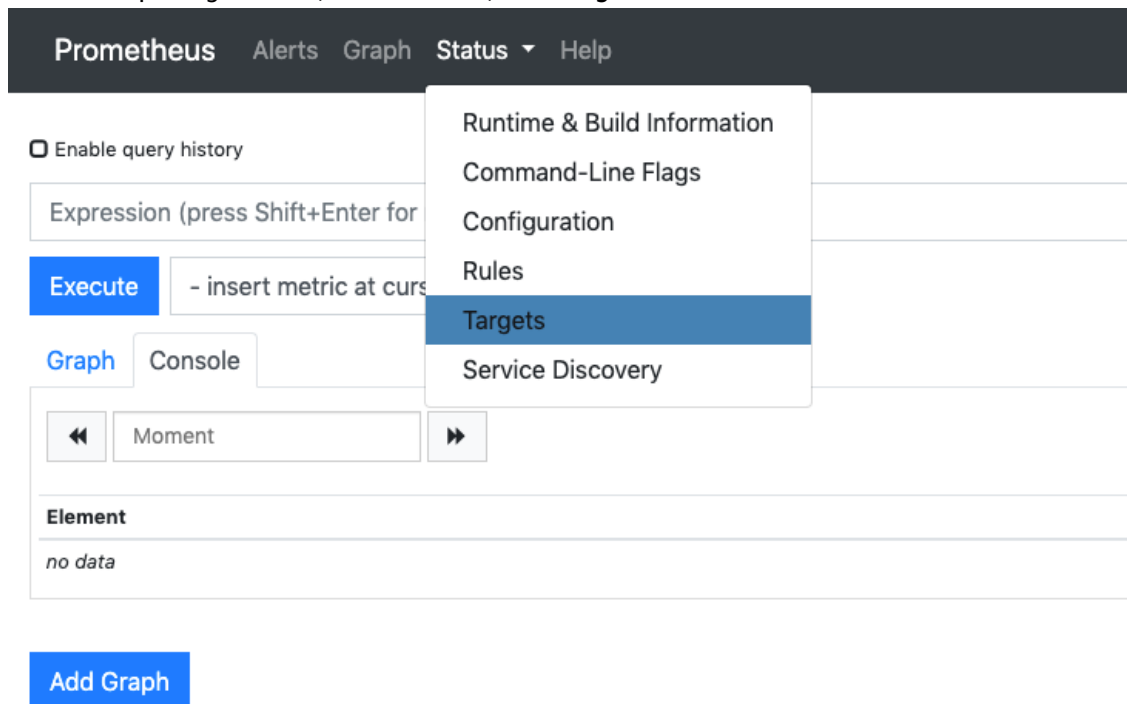 Prometheus Alerts Graph Status Help
Runtime & Build Information
Command-Line Flags
Configuration
Rules
Targets
Service Discovery
Enable query history
Expression (press Shift+Enter for
Execute - insert metric at curs
Graph Console
Moment
Element
no data
Add Graph